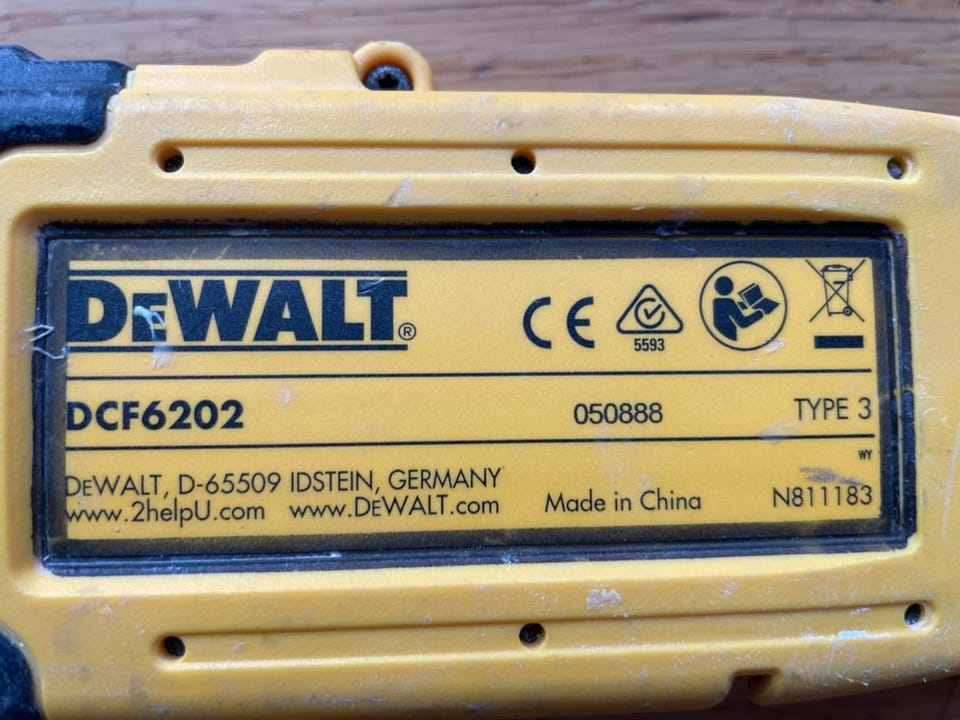 DEWALT®
5593
DCF6202 050888 TYPE 3
WY
DEWALT, D-65509 IDSTEIN, GERMANY
www.2helpU.com www.DEWALT.com Made in China N811183